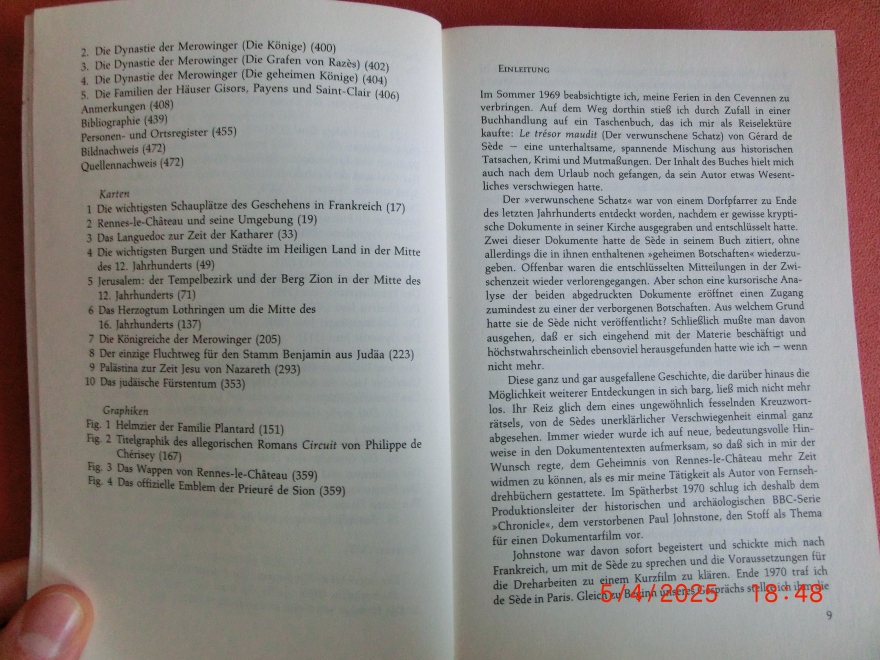 2. Die Dynastie der Merowinger (Die Könige) (400)
3. Die Dynastie der Merowinger (Die Grafen von Razès) (402)
4. Die Dynastie der Merowinger (Die geheimen Könige) (404)
5. Die Familien der Häuser Gisors, Payens und Saint-Clair (406)
Anmerkungen (408)
Bibliographie (439)
Personen- und Ortsregister (455)
Bildnachweis (472)
Quellennachweis (472)
Karten
1 Die wichtigsten Schauplätze des Geschehens in Frankreich (17)
2 Rennes-le-Château und seine Umgebung (19)
3 Das Languedoc zur Zeit der Katharer (33)
4 Die wichtigsten Burgen und Städte im Heiligen Land in der Mitte
des 12. Jahrhunderts (49)
5 Jerusalem: der Tempelbezirk und der Berg Zion in der Mitte des
12. Jahrhunderts (71)
6 Das Herzogtum Lothringen um die Mitte des
16. Jahrhunderts (137)
7 Die Königreiche der Merowinger (205)
8 Der einzige Fluchtweg für den Stamm Benjamin aus Judäa (223)
9 Palästina zur Zeit Jesu von Nazareth (293)
10 Das judäische Fürstentum (353)
Graphiken
Fig. 1 Helmzier der Familie Plantard (151)
Fig. 2 Titelgraphik des allegorischen Romans Circuit von Philippe de
Chérisey (167)
Fig. 3 Das Wappen von Rennes-le-Château (359)
Fig. 4 Das offizielle Emblem der Prieuré de Sion (359)
EINLEITUNG
Im Sommer 1969 beabsichtigte ich, meine Ferien in den Cevennen zu
verbringen. Auf dem Weg dorthin stieß ich durch Zufall in einer
Buchhandlung auf ein Taschenbuch, das ich mir als Reiselektüre
kaufte: Le trésor maudit (Der verwunschene Schatz) von Gérard de
Sède – eine unterhaltsame, spannende Mischung aus historischen
Tatsachen, Krimi und Mutmaßungen. Der Inhalt des Buches hielt mich
auch nach dem Urlaub noch gefangen, da sein Autor etwas Wesent-
liches verschwiegen hatte.
Der »verwunschene Schatz« war von einem Dorfpfarrer zu Ende
des letzten Jahrhunderts entdeckt worden, nachdem er gewisse krypti-
sche Dokumente in seiner Kirche ausgegraben und entschlüsselt hatte.
Zwei dieser Dokumente hatte de Sède in seinem Buch zitiert, ohne
allerdings die in ihnen enthaltenen »geheimen Botschaften« wiederzu-
geben. Offenbar waren die entschlüsselten Mitteilungen in der Zwi-
schenzeit wieder verlorengegangen. Aber schon eine kursorische Ana-
lyse der beiden abgedruckten Dokumente eröffnet einen Zugang
zumindest zu einer der verborgenen Botschaften. Aus welchem Grund
hatte sie de Sède nicht veröffentlicht? Schließlich mußte man davon
ausgehen, daß er sich eingehend mit der Materie beschäftigt und
höchstwahrscheinlich ebensoviel herausgefunden hatte wie ich – wenn
nicht mehr.
Diese ganz und gar ausgefallene Geschichte, die darüber hinaus die
Möglichkeit weiterer Entdeckungen in sich barg, ließ mich nicht mehr
los. Ihr Reiz glich dem eines ungewöhnlich fesselnden Kreuzwort-
rätsels, von de Sèdes unerklärlicher Verschwiegenheit einmal ganz
abgesehen. Immer wieder wurde ich auf neue, bedeutungsvolle Hin-
weise in den Dokumententexten aufmerksam, so daß sich in mir der
Wunsch regte, dem Geheimnis von Rennes-le-Château mehr Zeit
widmen zu können, als es mir meine Tätigkeit als Autor von Fernseh-
drehbüchern gestattete. Im Spätherbst 1970 schlug ich deshalb dem
Produktionsleiter der historischen und archäologischen BBC-Serie
»Chronicle«, dem verstorbenen Paul Johnstone, den Stoff als Thema
für einen Dokumentarfilm vor.
Johnstone war davon sofort begeistert und schickte mich nach
Frankreich, um mit de Sède zu sprechen und die Voraussetzungen für
die Dreharbeiten zu einem Kurzfilm zu klären. Ende 1970 traf ich
de Sède in Paris. Gleich zu Beginn unseres Gesprächs stellte ich ihm die
5/4/2025 18:48
9